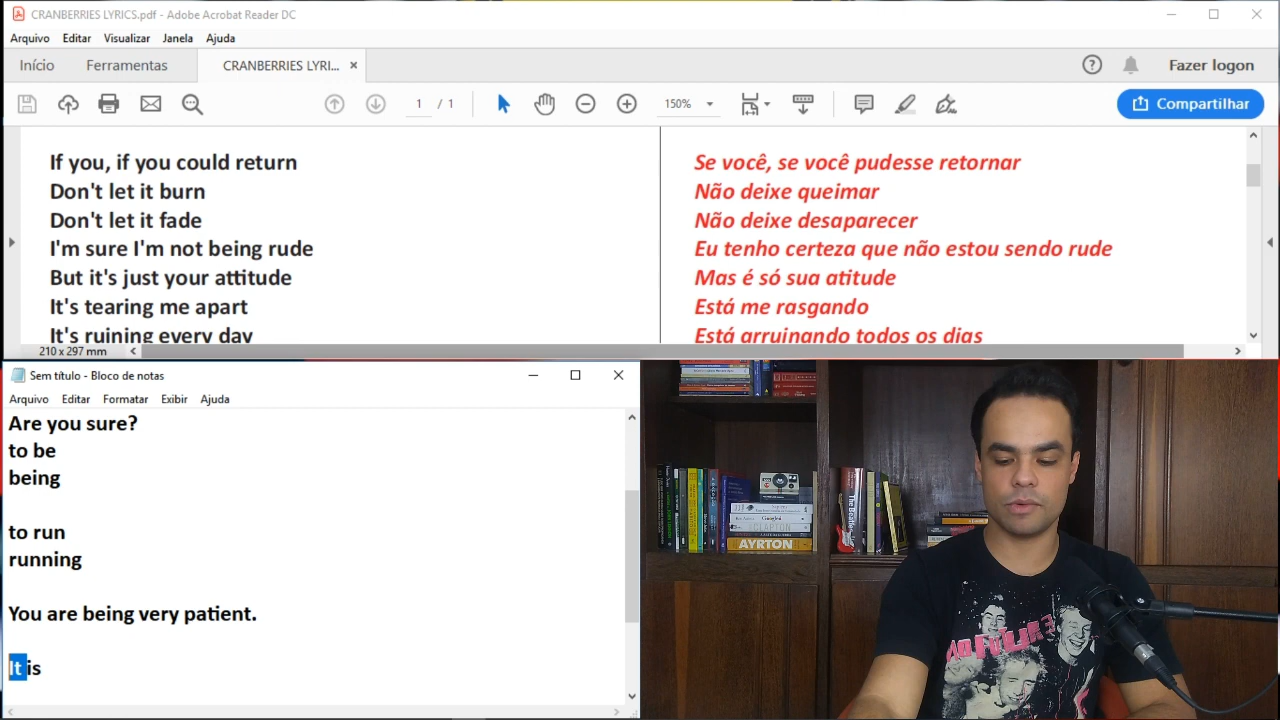 CRANBERRIES LYRICS.pdf - Adobe Acrobat Reader DC
Arquivo Editar Visualizar Janela Ajuda
Início Ferramentas CRANBERRIES LYRI... × Fazer logon
1 / 1 150% Compartilhar
If you, if you could return
Don't let it burn
Don't let it fade
I'm sure I'm not being rude
But it's just your attitude
It's tearing me apart
It's ruining every day
Se você, se você pudesse retornar
Não deixe queimar
Não deixe desaparecer
Eu tenho certeza que não estou sendo rude
Mas é só sua atitude
Está me rasgando
Está arruinando todos os dias
210 x 297 mm
Sem título - Bloco de notas
Arquivo Editar Formatar Exibir Ajuda
Are you sure?
to be
being
to run
running
You are being very patient.
It is
The Beatles
Google
CLAPTON
AYRTON
NO FUTURE